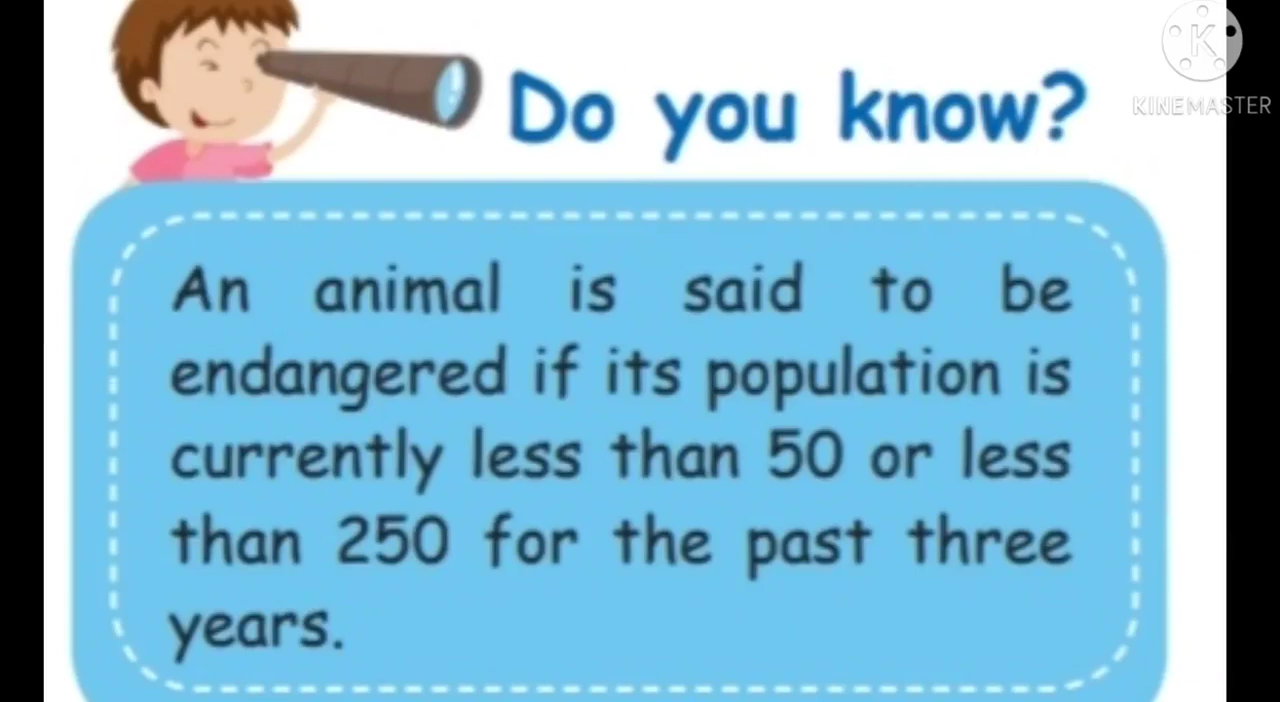 Do you know?
KINEMASTER
An animal is said to be
endangered if its population is
currently less than 50 or less
than 250 for the past three
years.